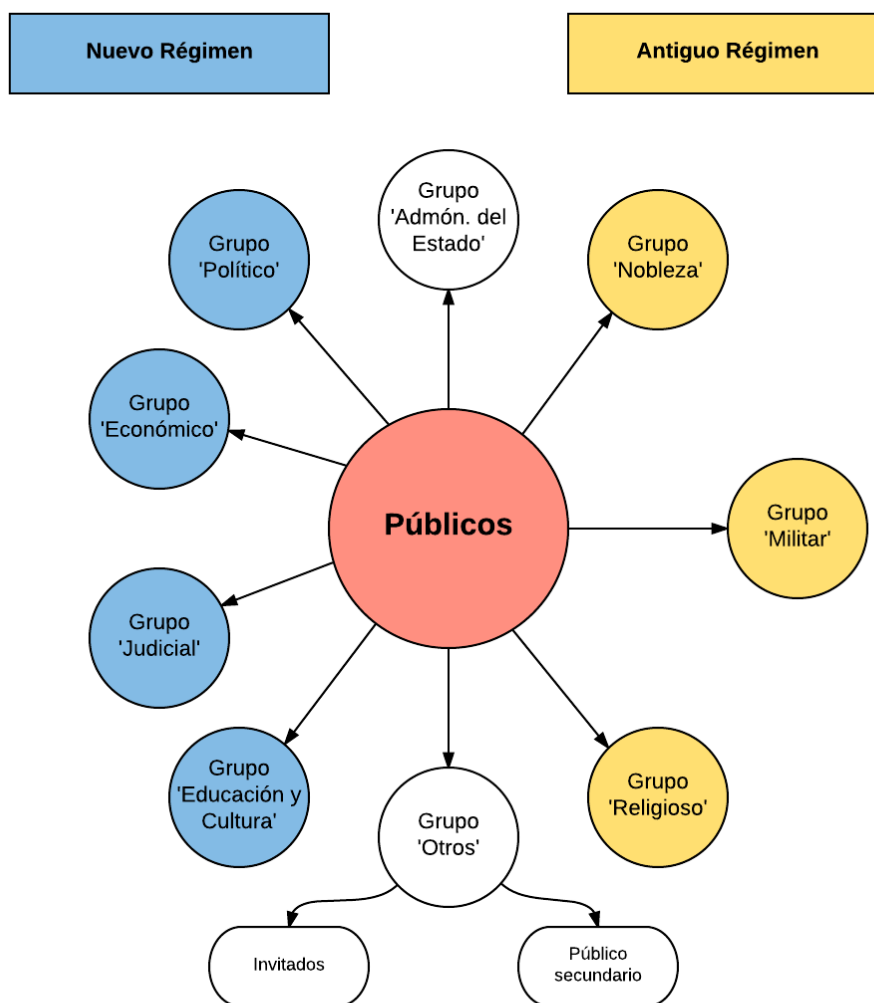 Nuevo Régimen
Antiguo Régimen
Grupo
'Admón. del
Estado'
Grupo
'Político'
Grupo
'Nobleza'
Grupo
'Económico'
Públicos
Grupo
'Militar'
Grupo
'Judicial'
Grupo
'Educación y
Cultura'
Grupo
'Otros'
Grupo
'Religioso'
Invitados
Público
secundario